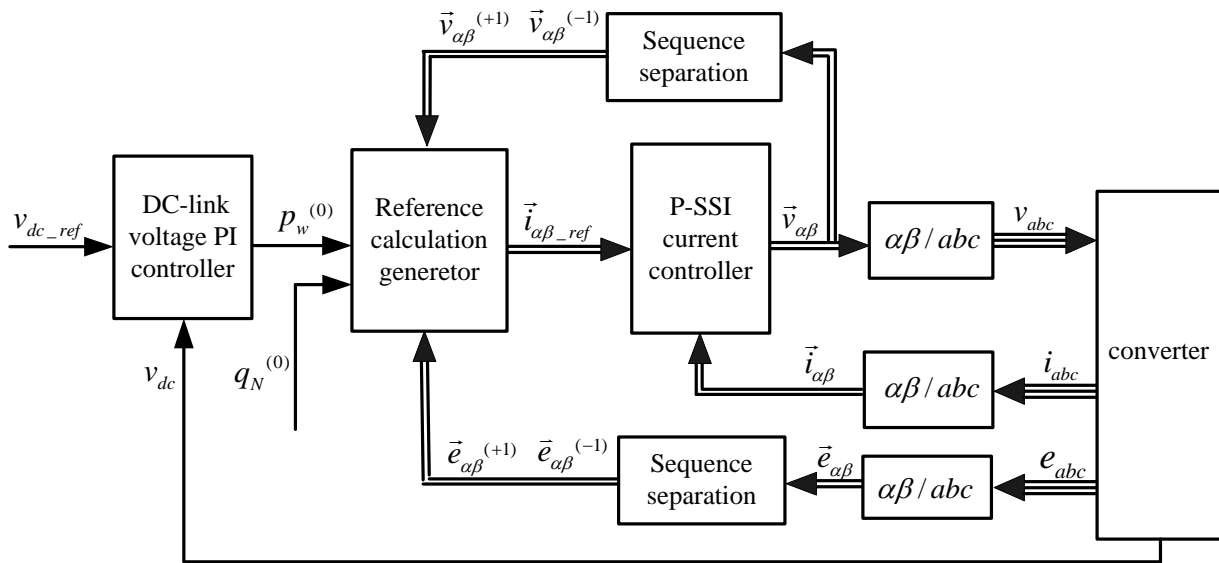 v⃗αβ(+1) v⃗αβ(−1)
Sequence
separation
vdc_ref
DC-link
voltage PI
controller
pw(0)
Reference
calculation
generetor
i⃗αβ_ref
P-SSI
current
controller
v⃗αβ
αβ/abc
vabc
converter
vdc
qN(0)
i⃗αβ
αβ/abc
iabc
e⃗αβ(+1) e⃗αβ(−1)
Sequence
separation
e⃗αβ
αβ/abc
eabc